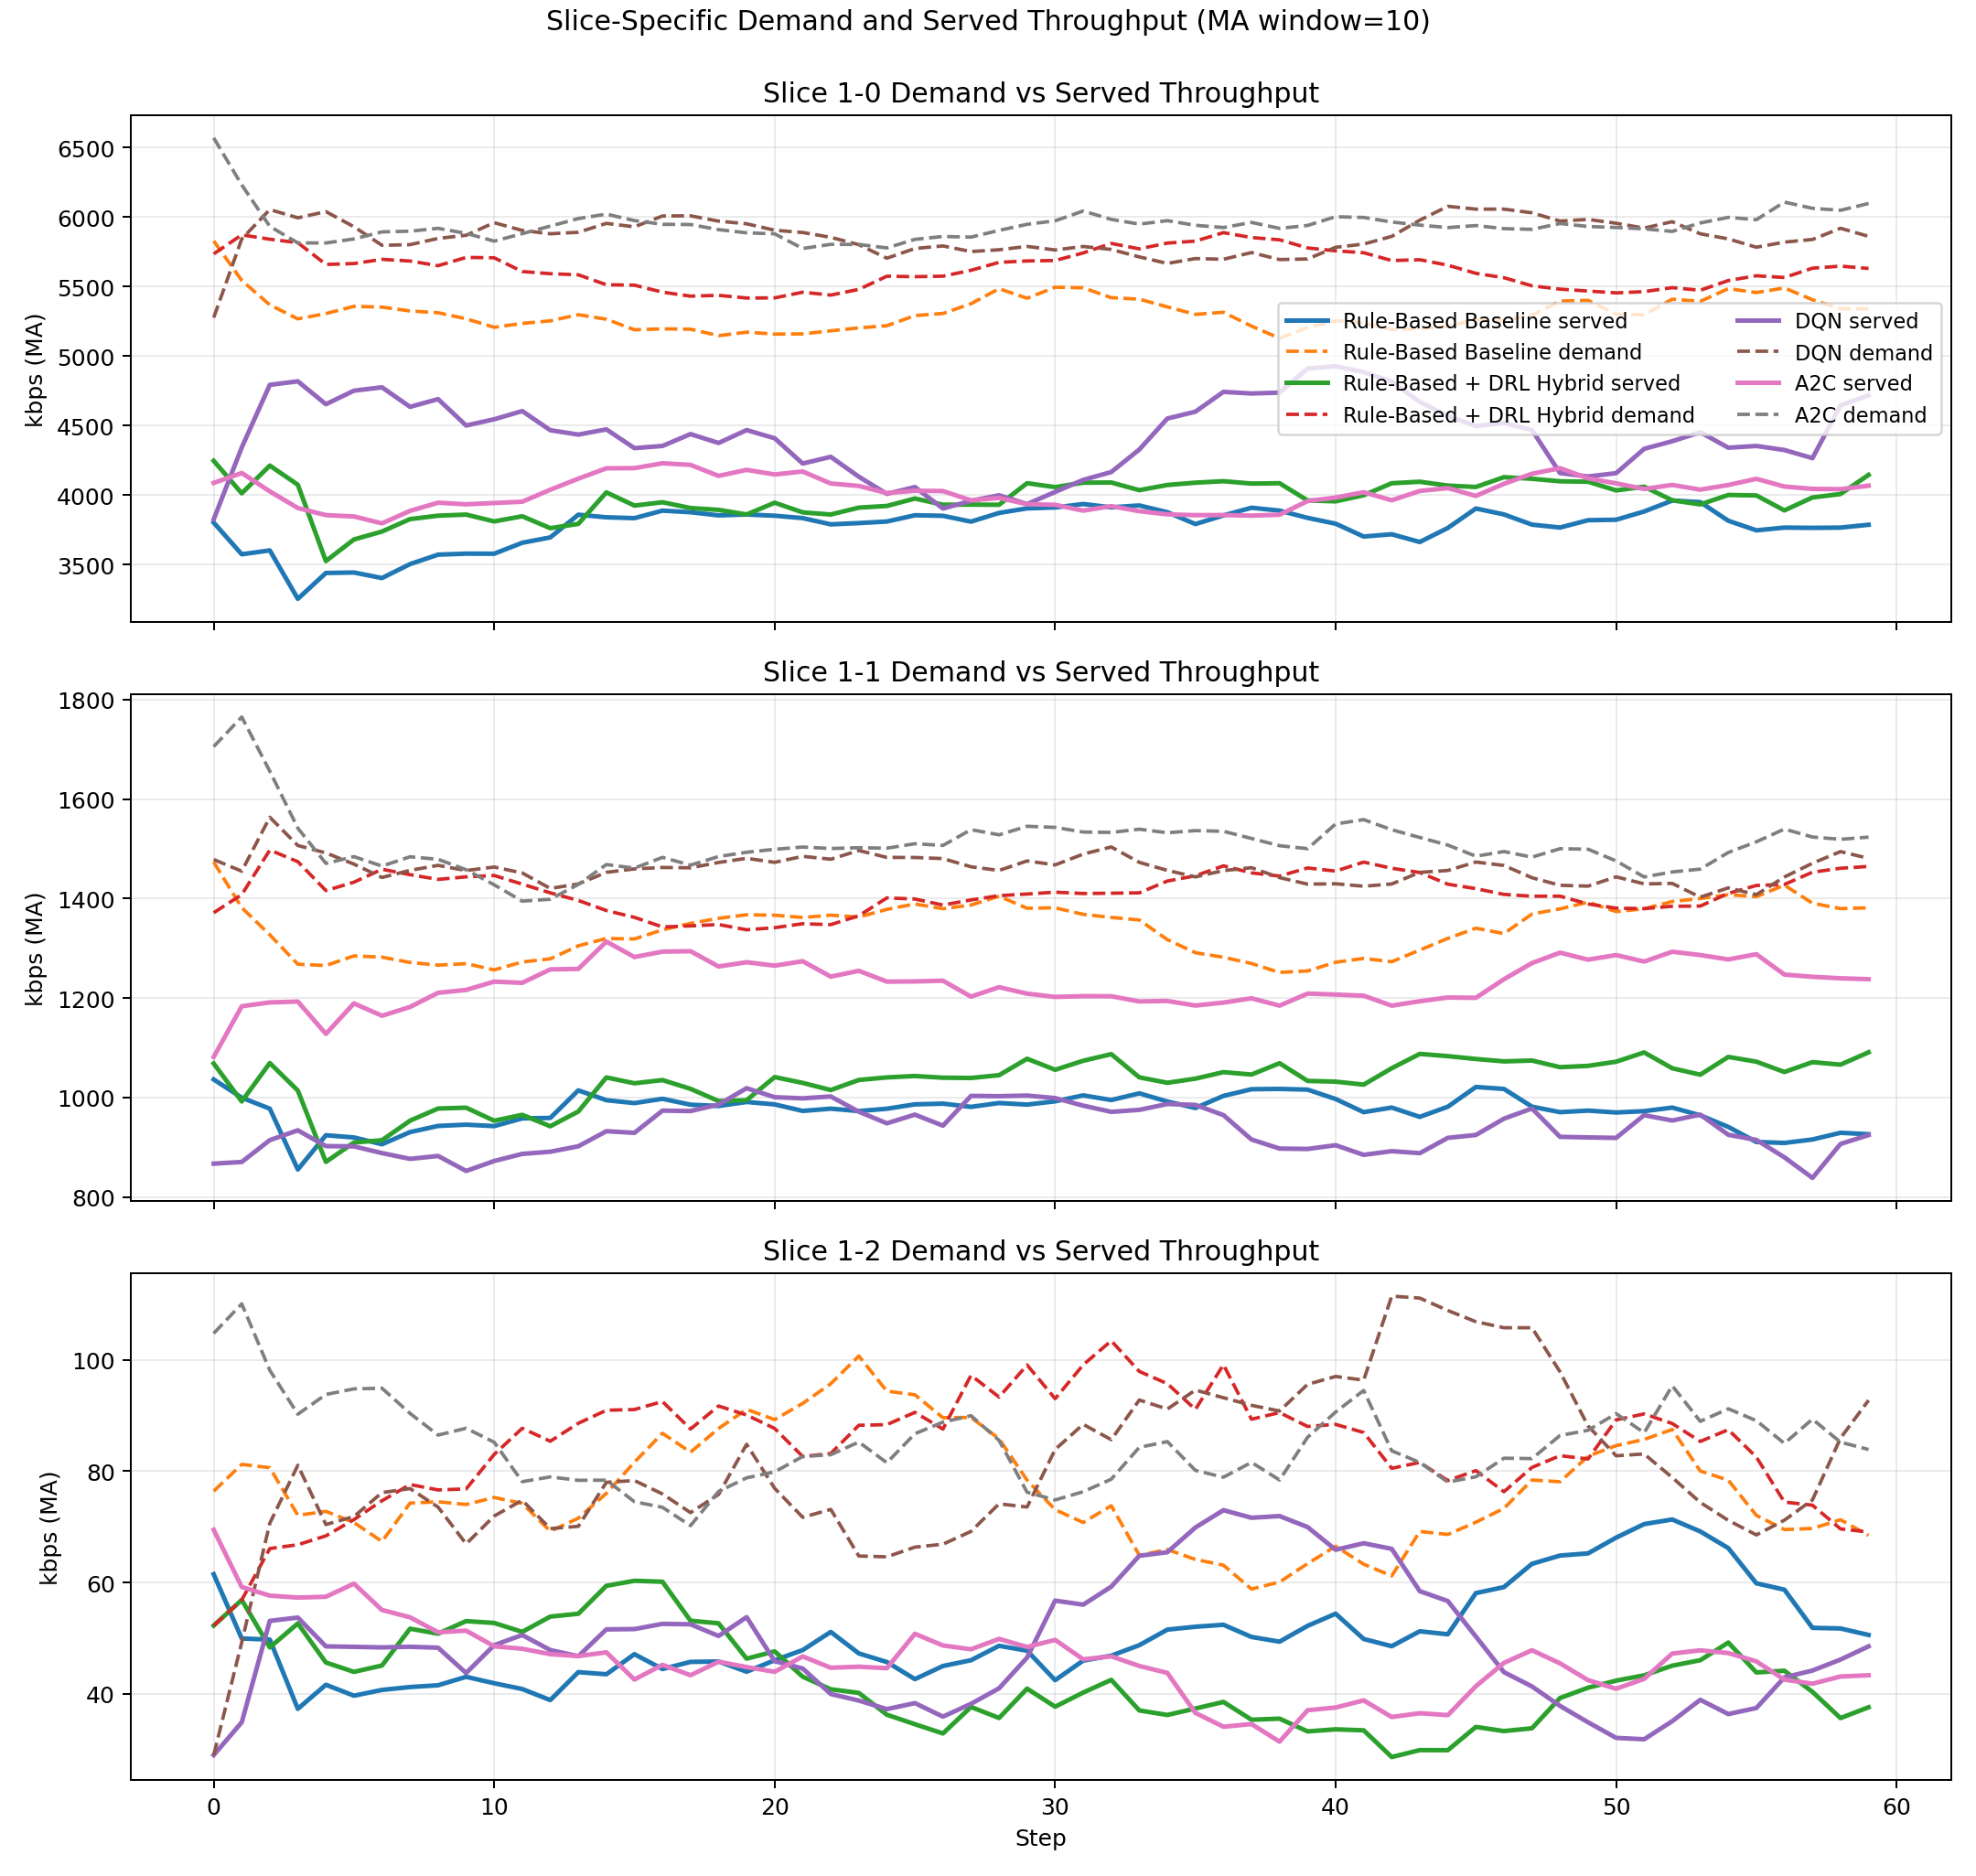 Slice-Specific Demand and Served Throughput (MA window=10)
Slice 1-0 Demand vs Served Throughput
6500
6000
5500
5000
4500
4000
3500
kbps (MA)
Rule-Based Baseline served
Rule-Based Baseline demand
Rule-Based + DRL Hybrid served
Rule-Based + DRL Hybrid demand
DQN served
DQN demand
A2C served
A2C demand
Slice 1-1 Demand vs Served Throughput
1800
1600
1400
1200
1000
800
kbps (MA)
Slice 1-2 Demand vs Served Throughput
100
80
60
40
kbps (MA)
0 10 20 30 40 50 60
Step